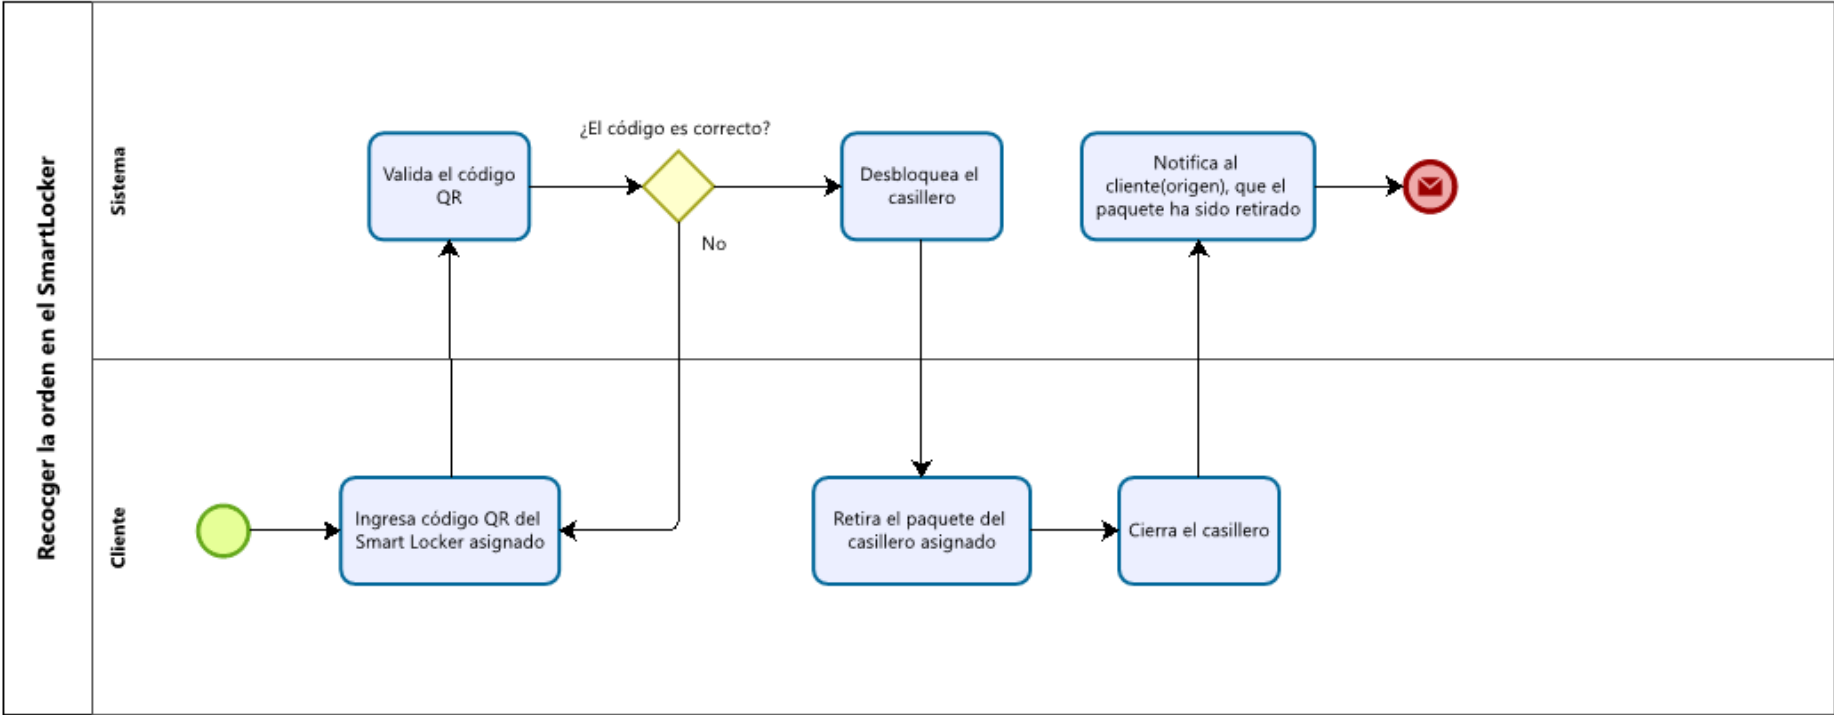 Recocger la orden en el SmartLocker
Sistema
Valida el código
QR
¿El código es correcto?
No
Desbloquea el
casillero
Notifica al
cliente(origen), que el
paquete ha sido retirado
Cliente
Ingresa código QR del
Smart Locker asignado
Retira el paquete del
casillero asignado
Cierra el casillero